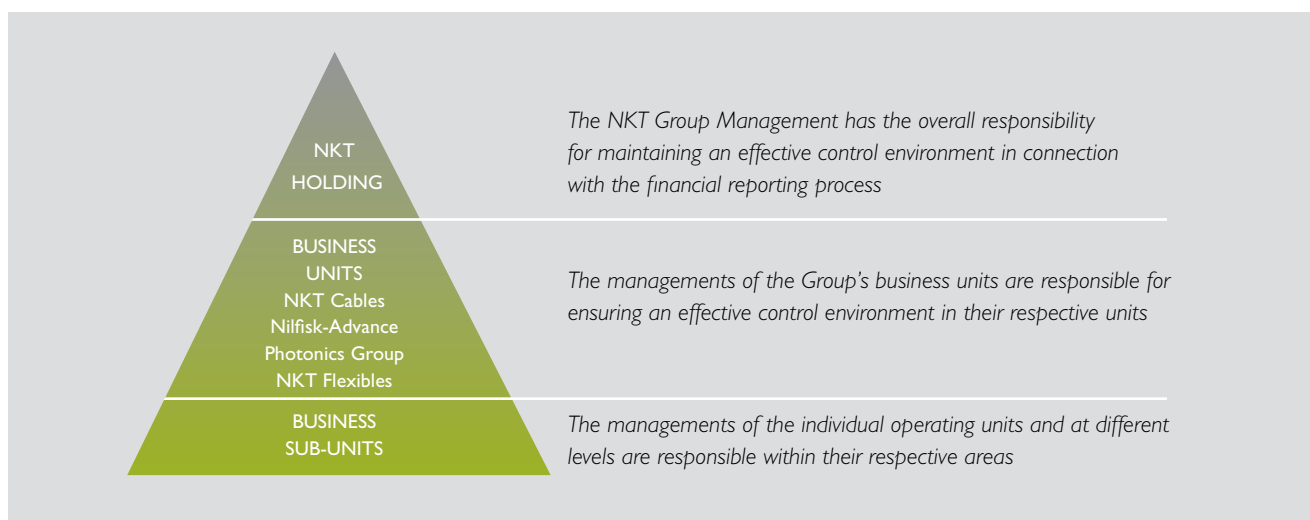 NKT
HOLDING
The NKT Group Management has the overall responsibility
for maintaining an effective control environment in connection
with the financial reporting process
BUSINESS
UNITS
NKT Cables
Nilfisk-Advance
Photonics Group
NKT Flexibles
The managements of the Group’s business units are responsible for
ensuring an effective control environment in their respective units
BUSINESS
SUB-UNITS
The managements of the individual operating units and at different
levels are responsible within their respective areas